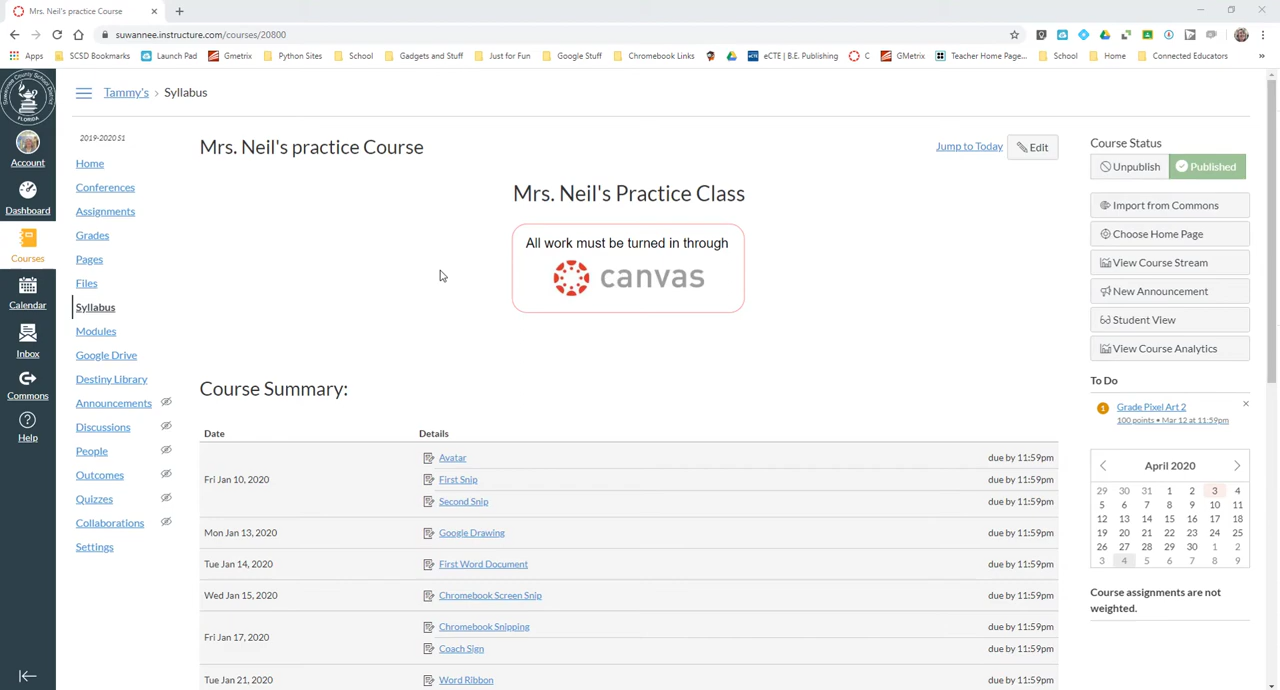 Mrs. Neil's practice Course
suwannee.instructure.com/courses/20800
Apps SCSD Bookmarks Launch Pad Gmetrix Python Sites School Gadgets and Stuff Just for Fun Google Stuff Chromebook Links eCTE | B.E. Publishing C GMetrix Teacher Home Page... School Home Connected Educators
Tammy's › Syllabus
2019-2020 S1
Home
Conferences
Assignments
Grades
Pages
Files
Syllabus
Modules
Google Drive
Destiny Library
Announcements
Discussions
People
Outcomes
Quizzes
Collaborations
Settings
Account
Dashboard
Courses
Calendar
Inbox
Commons
Help
Mrs. Neil's practice Course
Jump to Today
Edit
Mrs. Neil's Practice Class
All work must be turned in through
canvas
Course Summary:
Date Details
Fri Jan 10, 2020 Avatar due by 11:59pm
First Snip due by 11:59pm
Second Snip due by 11:59pm
Mon Jan 13, 2020 Google Drawing due by 11:59pm
Tue Jan 14, 2020 First Word Document due by 11:59pm
Wed Jan 15, 2020 Chromebook Screen Snip due by 11:59pm
Fri Jan 17, 2020 Chromebook Snipping due by 11:59pm
Coach Sign due by 11:59pm
Tue Jan 21, 2020 Word Ribbon due by 11:59pm
Course Status
Unpublish Published
Import from Commons
Choose Home Page
View Course Stream
New Announcement
Student View
View Course Analytics
To Do
1 Grade Pixel Art 2
100 points • Mar 12 at 11:59pm
April 2020
29 30 31 1 2 3 4
5 6 7 8 9 10 11
12 13 14 15 16 17 18
19 20 21 22 23 24 25
26 27 28 29 30 1 2
3 4 5 6 7 8 9
Course assignments are not
weighted.